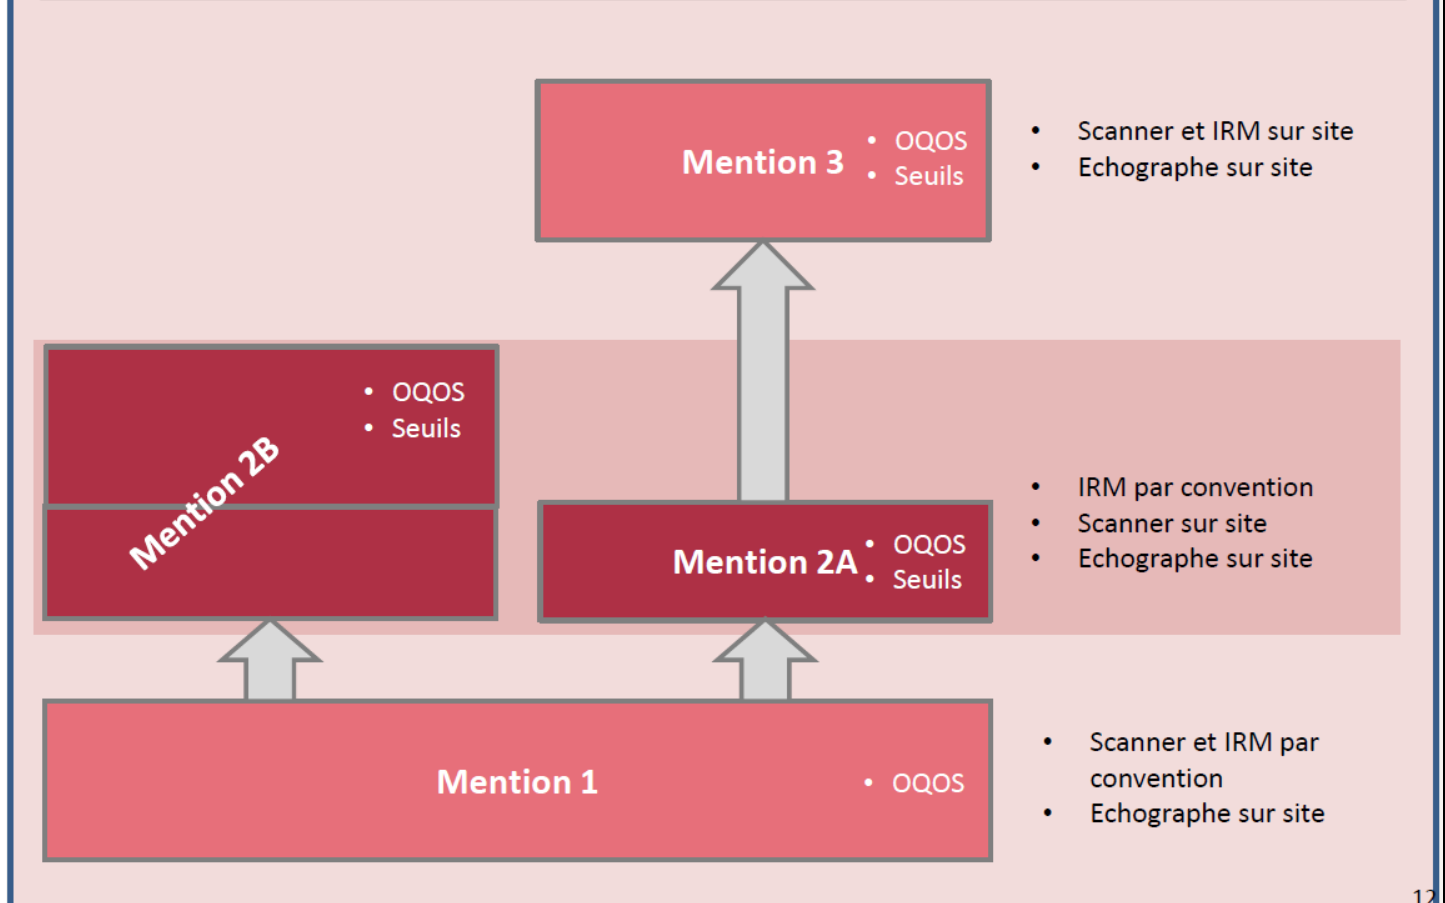 Mention 3
• OQOS
• Seuils
• Scanner et IRM sur site
• Echographe sur site
Mention 2B
• OQOS
• Seuils
Mention 2A
• OQOS
• Seuils
• IRM par convention
• Scanner sur site
• Echographe sur site
Mention 1
• OQOS
• Scanner et IRM par
convention
• Echographe sur site
12